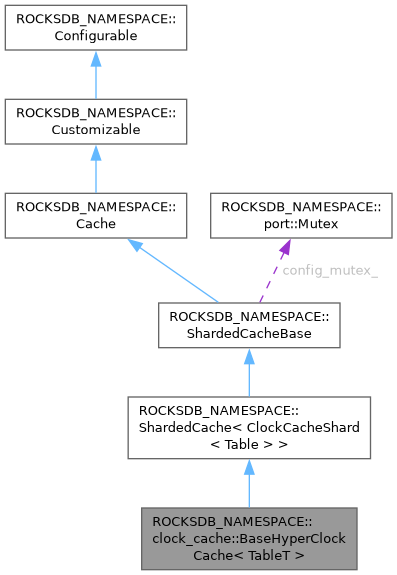 ROCKSDB_NAMESPACE::
Configurable
ROCKSDB_NAMESPACE::
Customizable
ROCKSDB_NAMESPACE::
Cache
ROCKSDB_NAMESPACE::
port::Mutex
config_mutex_
ROCKSDB_NAMESPACE::
ShardedCacheBase
ROCKSDB_NAMESPACE::
ShardedCache< ClockCacheShard
< Table > >
ROCKSDB_NAMESPACE::
clock_cache::BaseHyperClock
Cache< TableT >